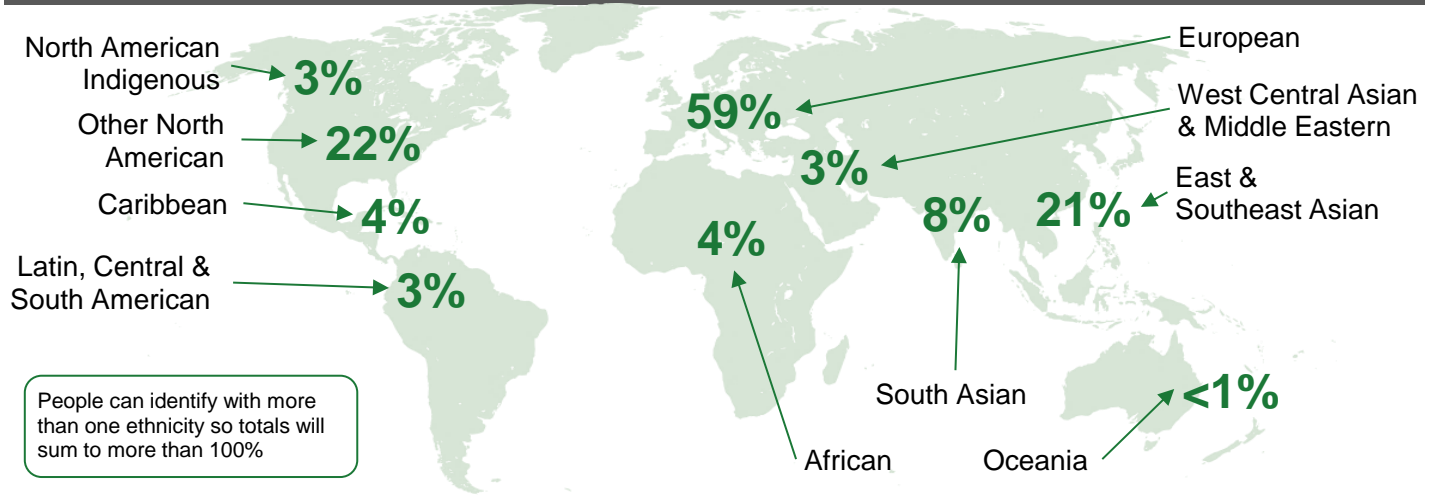 North American
Indigenous
3%
Other North
American
22%
Caribbean
4%
Latin, Central &
South American
3%
European
59%
West Central Asian
& Middle Eastern
3%
East &
Southeast Asian
21%
8%
South Asian
4%
African
<1%
Oceania
People can identify with more
than one ethnicity so totals will
sum to more than 100%